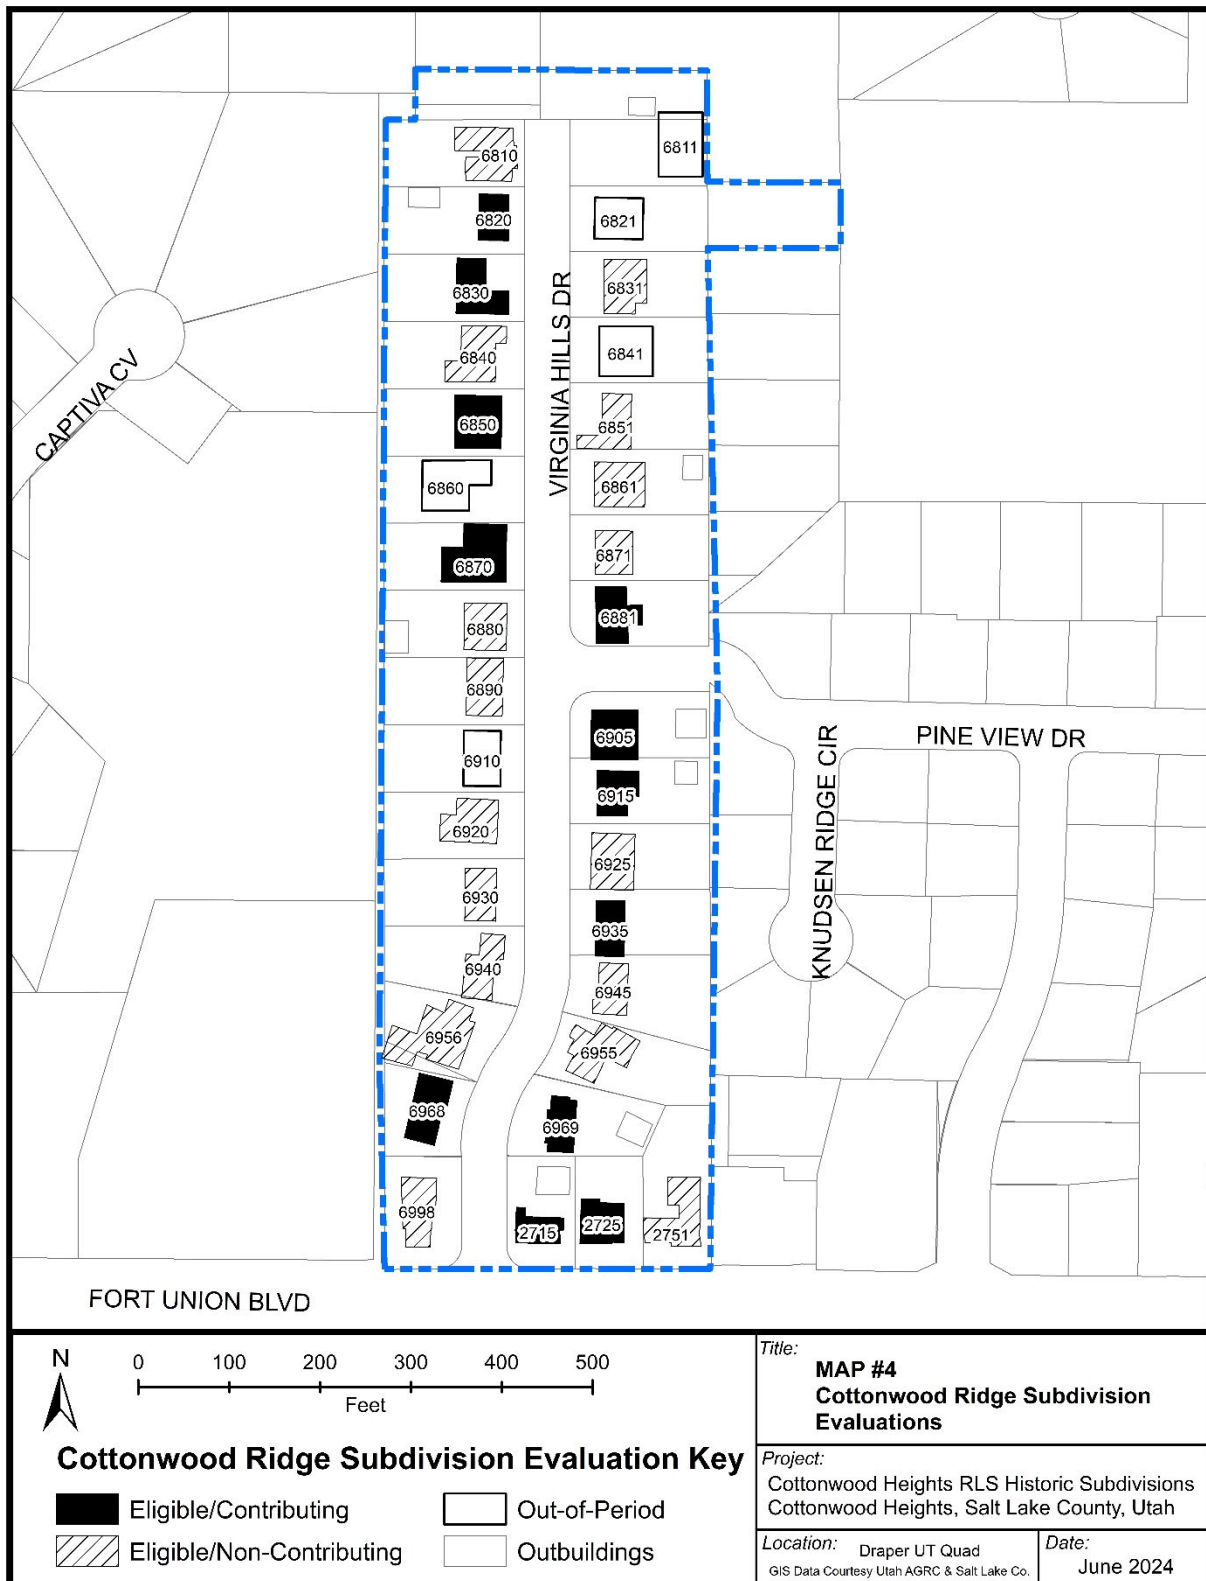 6810
6811
6820
6821
6830
6831
VIRGINIA HILLS DR
6840
6841
CAPTIVA CV
6850
6851
6860
6861
6870
6871
6880
6881
6890
6905
PINE VIEW DR
6910
6915
KNUDSEN RIDGE CIR
6920
6925
6930
6935
6940
6945
6956
6955
6968
6969
6998
2715
2725
2751
FORT UNION BLVD
N
0 100 200 300 400 500
Feet
Cottonwood Ridge Subdivision Evaluation Key
Eligible/Contributing
Out-of-Period
Eligible/Non-Contributing
Outbuildings
Title:
MAP #4
Cottonwood Ridge Subdivision
Evaluations
Project:
Cottonwood Heights RLS Historic Subdivisions
Cottonwood Heights, Salt Lake County, Utah
Location: Draper UT Quad
GIS Data Courtesy Utah AGRC & Salt Lake Co.
Date:
June 2024